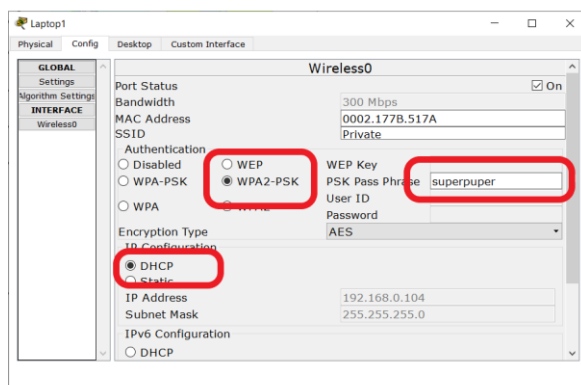 Laptop1
Physical Config Desktop Custom Interface
GLOBAL
Settings
Algorithm Settings
INTERFACE
Wireless0
Wireless0
Port Status On
Bandwidth 300 Mbps
MAC Address 0002.177B.517A
SSID Private
Authentication
Disabled WEP WEP Key
WPA-PSK WPA2-PSK PSK Pass Phrase superpuper
User ID
WPA WPA2
Password
Encryption Type AES
IP Configuration
DHCP
Static
IP Address 192.168.0.104
Subnet Mask 255.255.255.0
IPv6 Configuration
DHCP